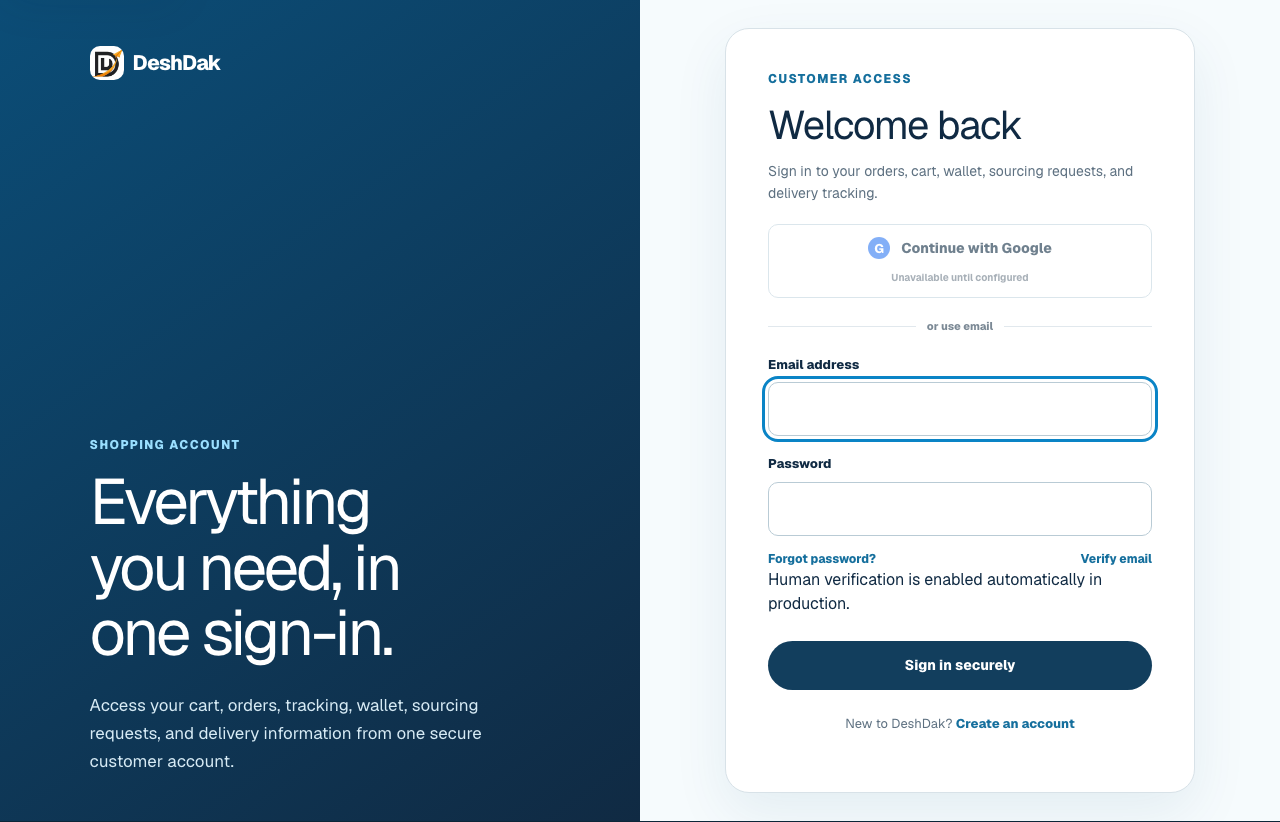 DeshDak
SHOPPING ACCOUNT
Everything
you need, in
one sign-in.
Access your cart, orders, tracking, wallet, sourcing
requests, and delivery information from one secure
customer account.
CUSTOMER ACCESS
Welcome back
Sign in to your orders, cart, wallet, sourcing requests, and
delivery tracking.
G Continue with Google
Unavailable until configured
or use email
Email address
Password
Forgot password? Verify email
Human verification is enabled automatically in
production.
Sign in securely
New to DeshDak? Create an account